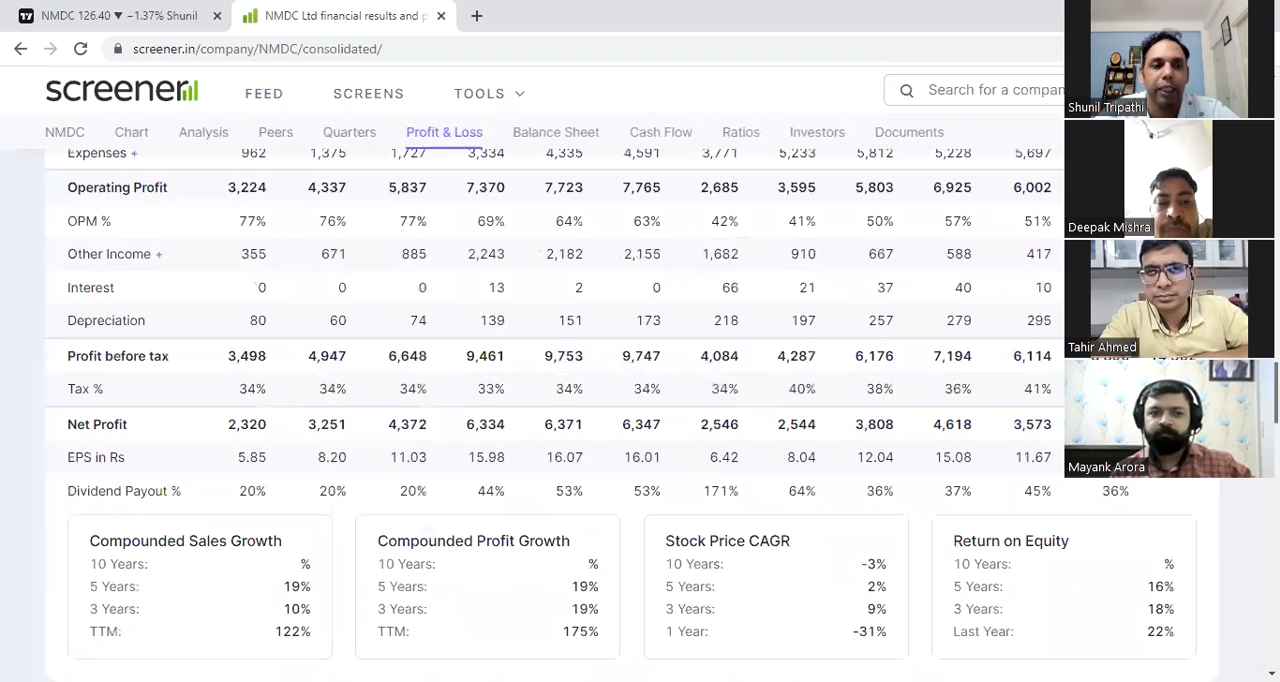 NMDC 126.40 ▼ −1.37% Shunil
NMDC Ltd financial results and p
screener.in/company/NMDC/consolidated/
screener
FEED SCREENS TOOLS
Search for a compan
NMDC Chart Analysis Peers Quarters Profit & Loss Balance Sheet Cash Flow Ratios Investors Documents
Expenses + 962 1,375 1,727 3,334 4,335 4,591 3,771 5,233 5,812 5,228 5,697
Operating Profit 3,224 4,337 5,837 7,370 7,723 7,765 2,685 3,595 5,803 6,925 6,002
OPM % 77% 76% 77% 69% 64% 63% 42% 41% 50% 57% 51%
Other Income + 355 671 885 2,243 2,182 2,155 1,682 910 667 588 417
Interest 0 0 0 13 2 0 66 21 37 40 10
Depreciation 80 60 74 139 151 173 218 197 257 279 295
Profit before tax 3,498 4,947 6,648 9,461 9,753 9,747 4,084 4,287 6,176 7,194 6,114
Tax % 34% 34% 34% 33% 34% 34% 34% 40% 38% 36% 41%
Net Profit 2,320 3,251 4,372 6,334 6,371 6,347 2,546 2,544 3,808 4,618 3,573
EPS in Rs 5.85 8.20 11.03 15.98 16.07 16.01 6.42 8.04 12.04 15.08 11.67
Dividend Payout % 20% 20% 20% 44% 53% 53% 171% 64% 36% 37% 45% 36%
Compounded Sales Growth
10 Years: %
5 Years: 19%
3 Years: 10%
TTM: 122%
Compounded Profit Growth
10 Years: %
5 Years: 19%
3 Years: 19%
TTM: 175%
Stock Price CAGR
10 Years: -3%
5 Years: 2%
3 Years: 9%
1 Year: -31%
Return on Equity
10 Years: %
5 Years: 16%
3 Years: 18%
Last Year: 22%
Shunil Tripathi
Deepak Mishra
Tahir Ahmed
Mayank Arora